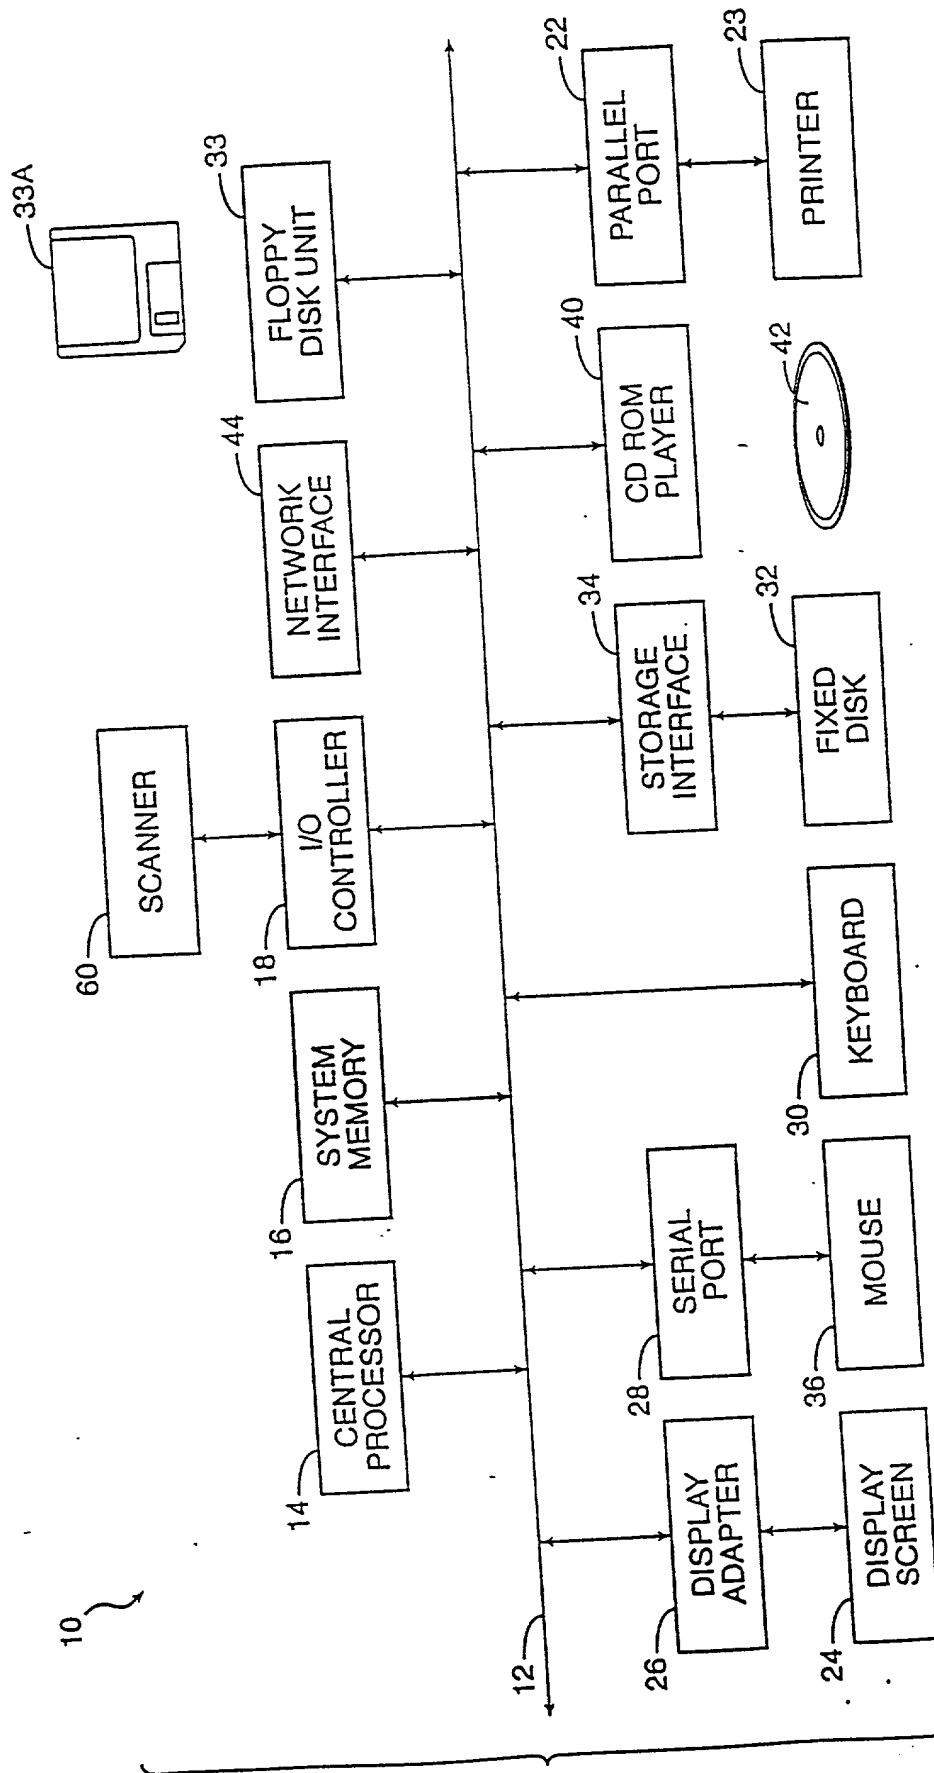 10
33A
60
SCANNER
14
CENTRAL
PROCESSOR
16
SYSTEM
MEMORY
18
I/O
CONTROLLER
44
NETWORK
INTERFACE
33
FLOPPY
DISK UNIT
12
26
DISPLAY
ADAPTER
28
SERIAL
PORT
34
STORAGE
INTERFACE
40
CD ROM
PLAYER
22
PARALLEL
PORT
24
DISPLAY
SCREEN
36
MOUSE
30
KEYBOARD
32
FIXED
DISK
42
23
PRINTER